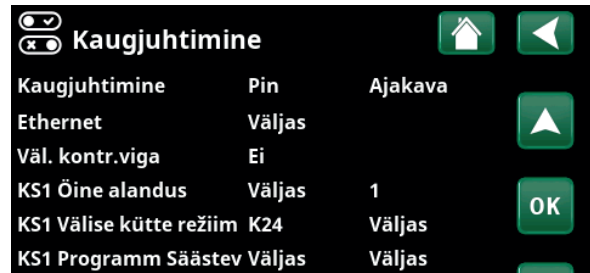 Kaugjuhtimine
Kaugjuhtimine Pin Ajakava
Ethernet Väljas
Väl. kontr.viga Ei
KS1 Öine alandus Väljas 1
OK
KS1 Välise kütte režiim K24 Väljas
KS1 Programm Säästev Väljas Väljas